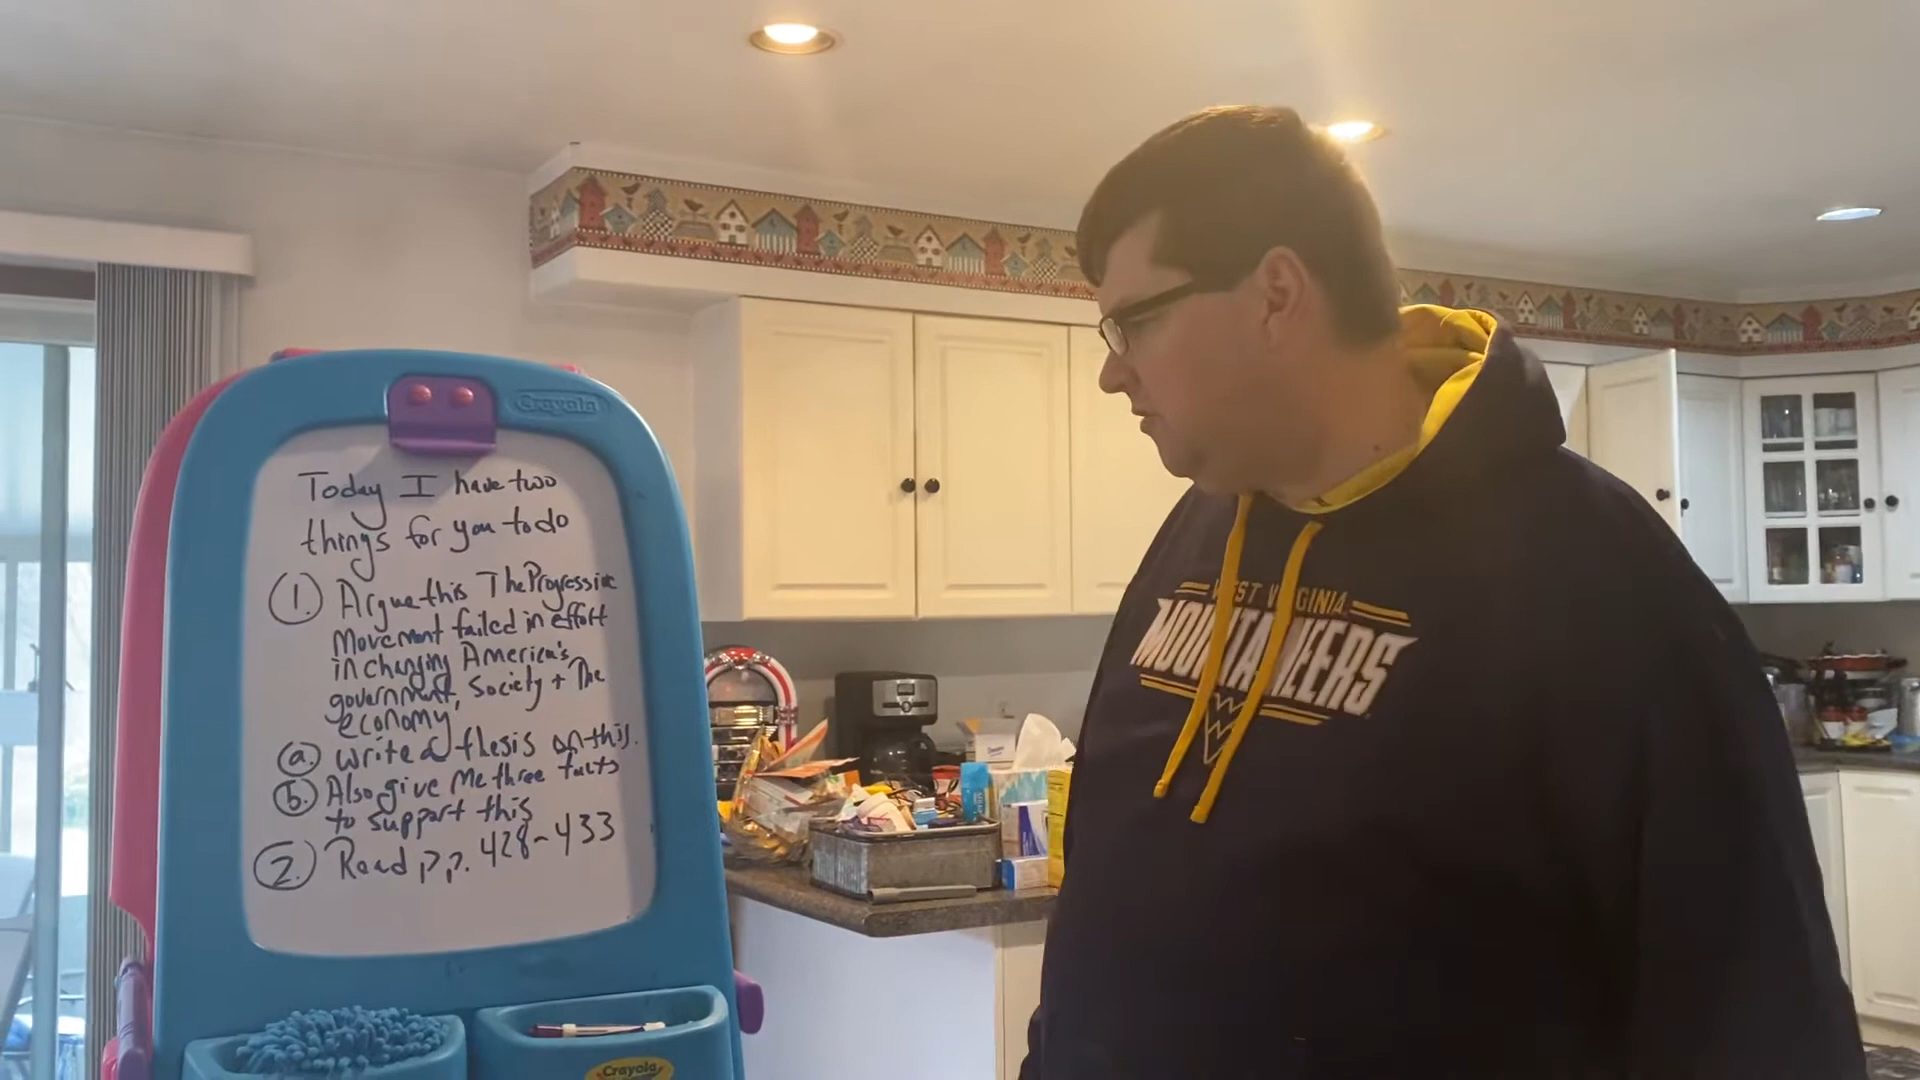 Crayola
Today I have two
things for you to do
1. Argue this The Progressive
Movement failed in effort
in changing America's
government, Society + The
economy
a. Write a thesis on this.
b. Also give me three facts
to support this
2. Read pp. 428-433
WEST VIRGINIA
MOUNTAINEERS
WV
Crayola